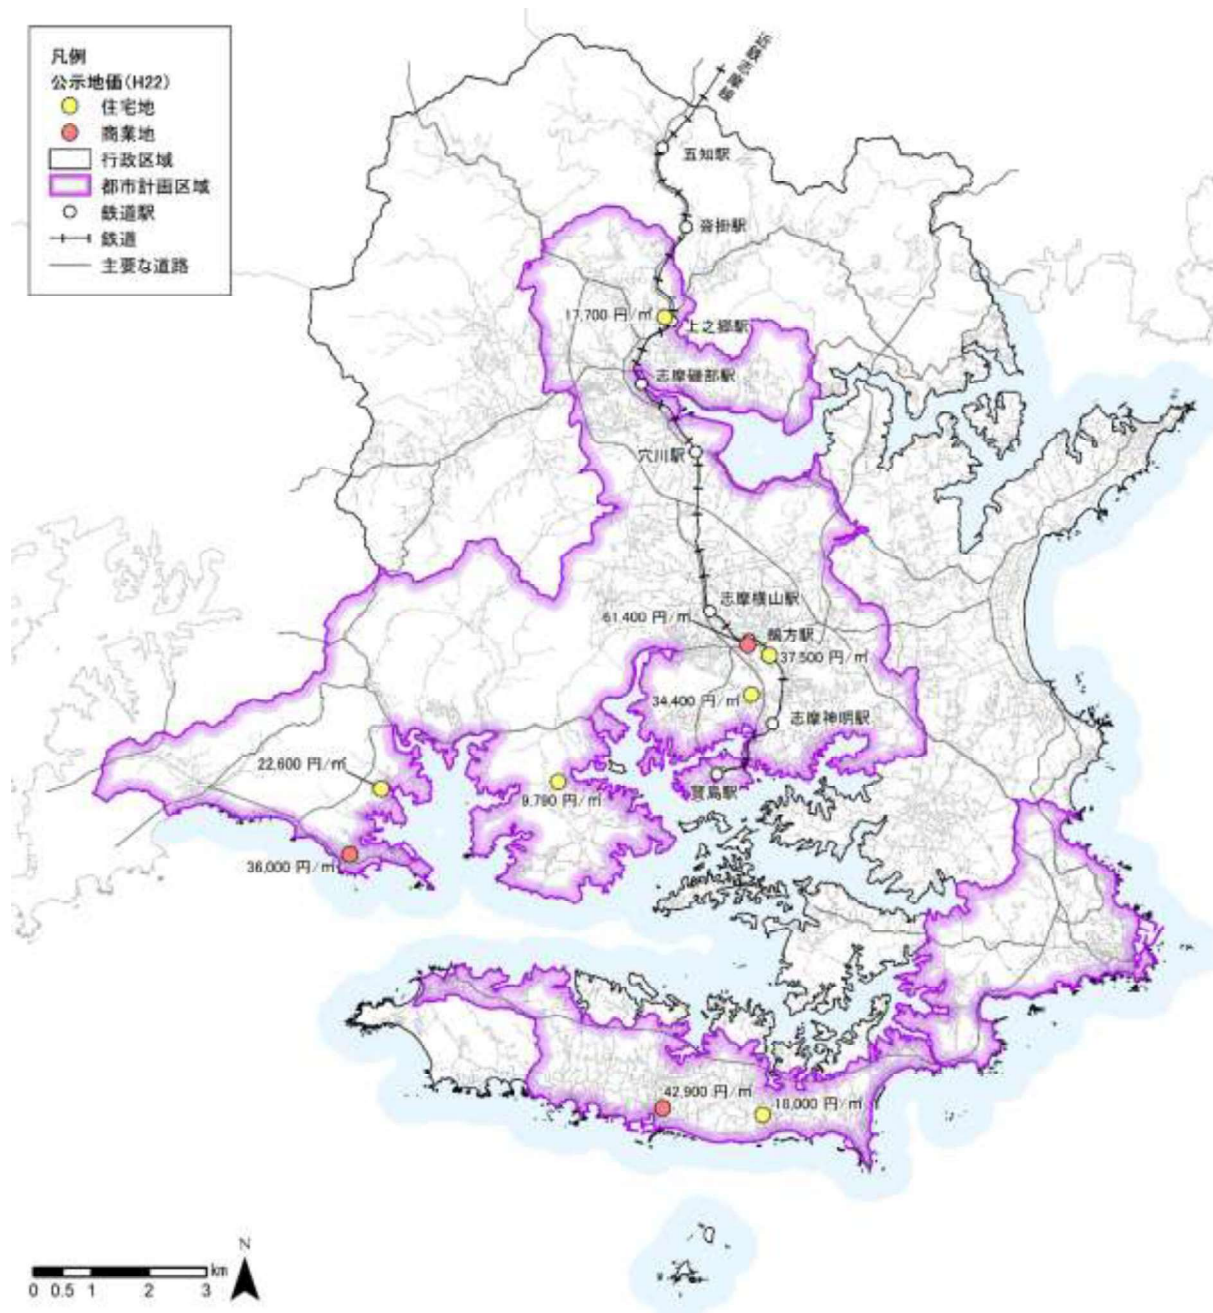 凡例
公示地価(H22)
住宅地
商業地
行政区域
都市計画区域
鉄道駅
鉄道
主要な道路
近鉄志摩線
五知駅
沓掛駅
17,700 円/㎡
上之郷駅
志摩磯部駅
穴川駅
志摩横山駅
61,400 円/㎡
鵜方駅
37,500 円/㎡
34,400 円/㎡
志摩神明駅
22,600 円/㎡
9,790 円/㎡
賢島駅
36,000 円/㎡
42,900 円/㎡
18,000 円/㎡
N
km
0 0.5 1 2 3